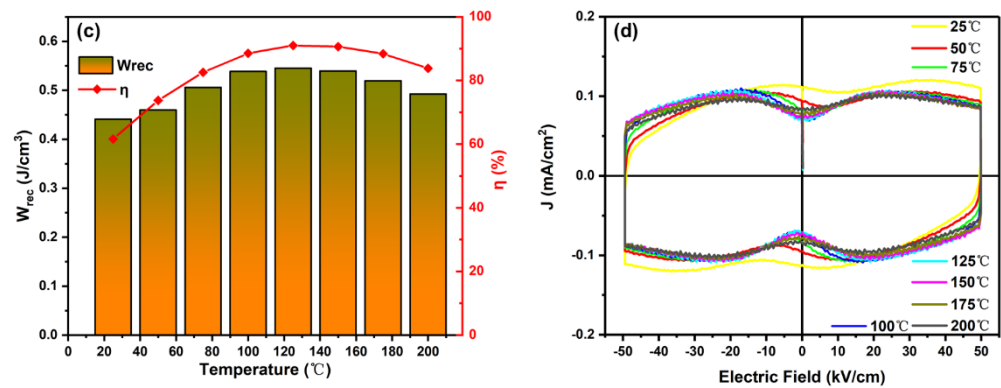 (c)
Wrec
η
W_rec (J/cm³)
0.6
0.5
0.4
0.3
0.2
0.1
0.0
100
80
60
40
20
0
η (%)
0 20 40 60 80 100 120 140 160 180 200
Temperature (℃)
(d)
25℃
50℃
75℃
J (mA/cm²)
0.2
0.1
0.0
-0.1
-0.2
125℃
150℃
175℃
100℃ 200℃
-50 -40 -30 -20 -10 0 10 20 30 40 50
Electric Field (kV/cm)